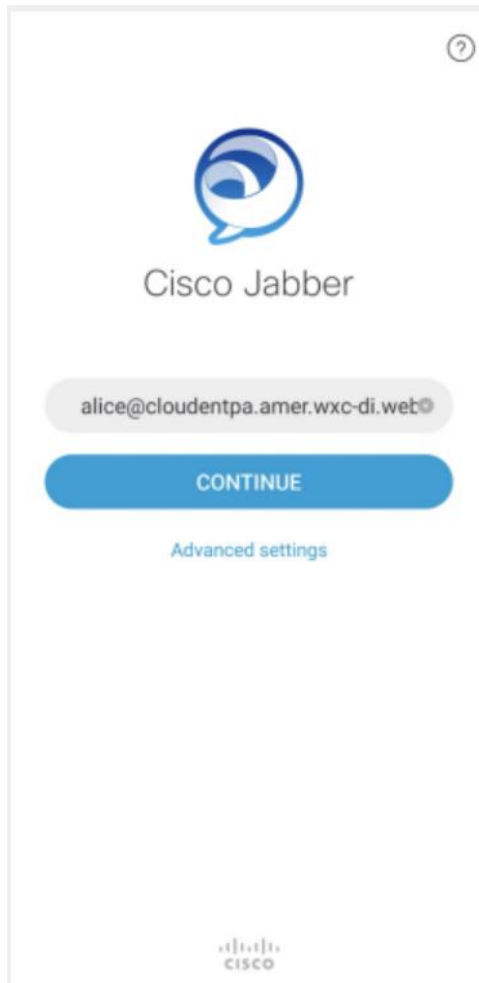 Cisco Jabber
alice@cloudentpa.amer.wxc-di.web
CONTINUE
Advanced settings
CISCO